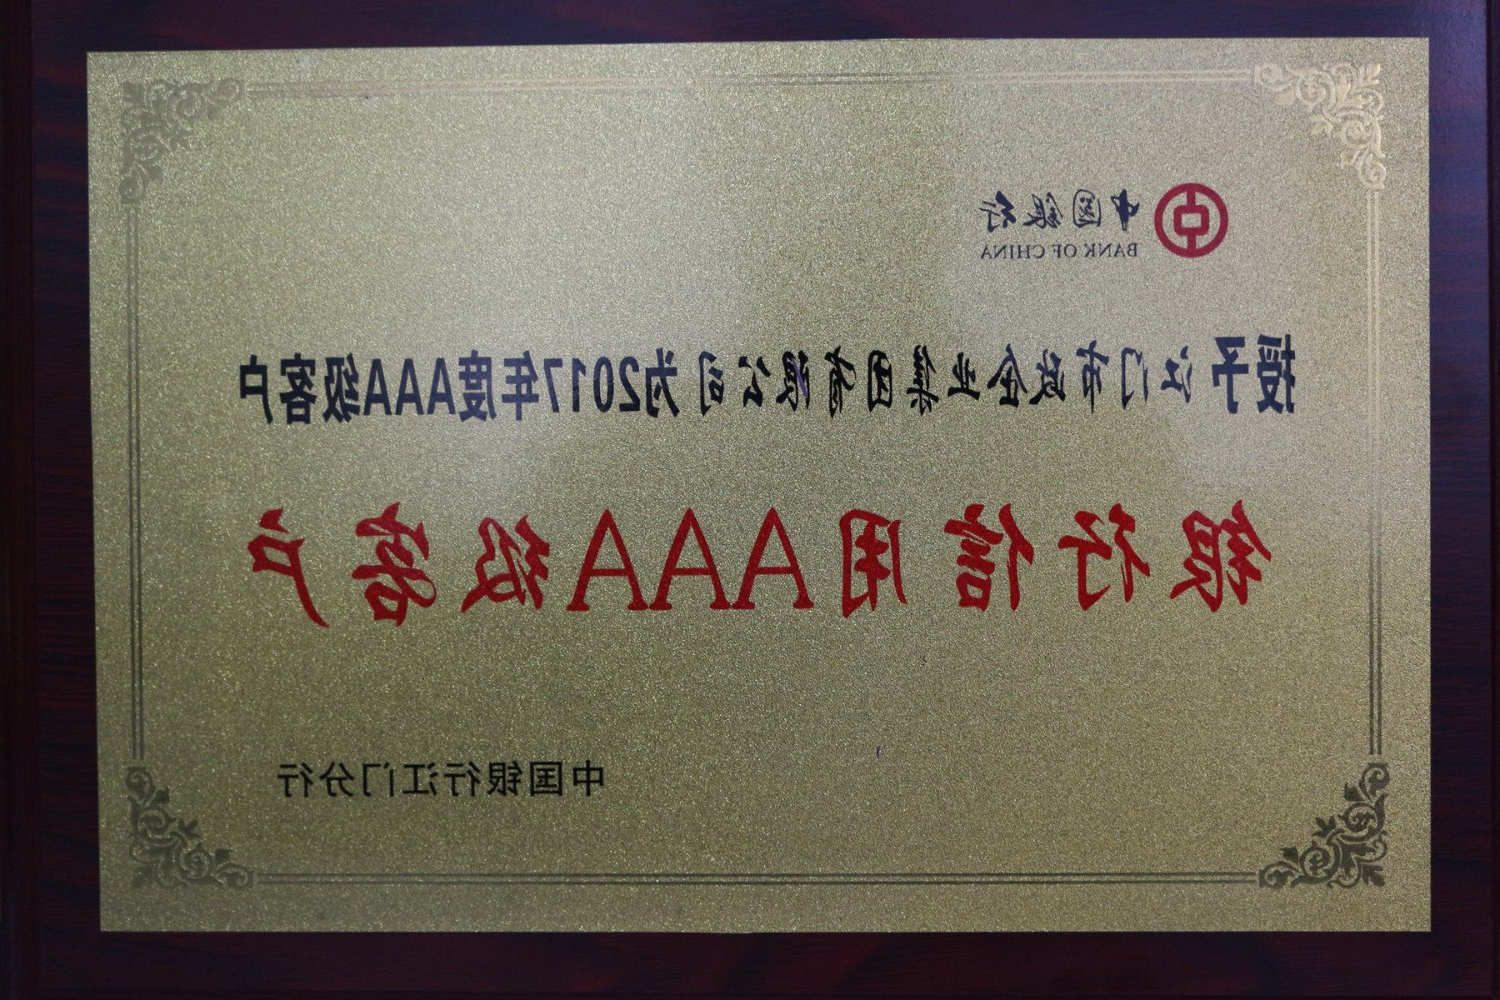 中国银行
BANK OF CHINA
授予江门市政企业集团有限公司为2017年度AAA级客户
银行信用AAA级客户
中国银行江门分行